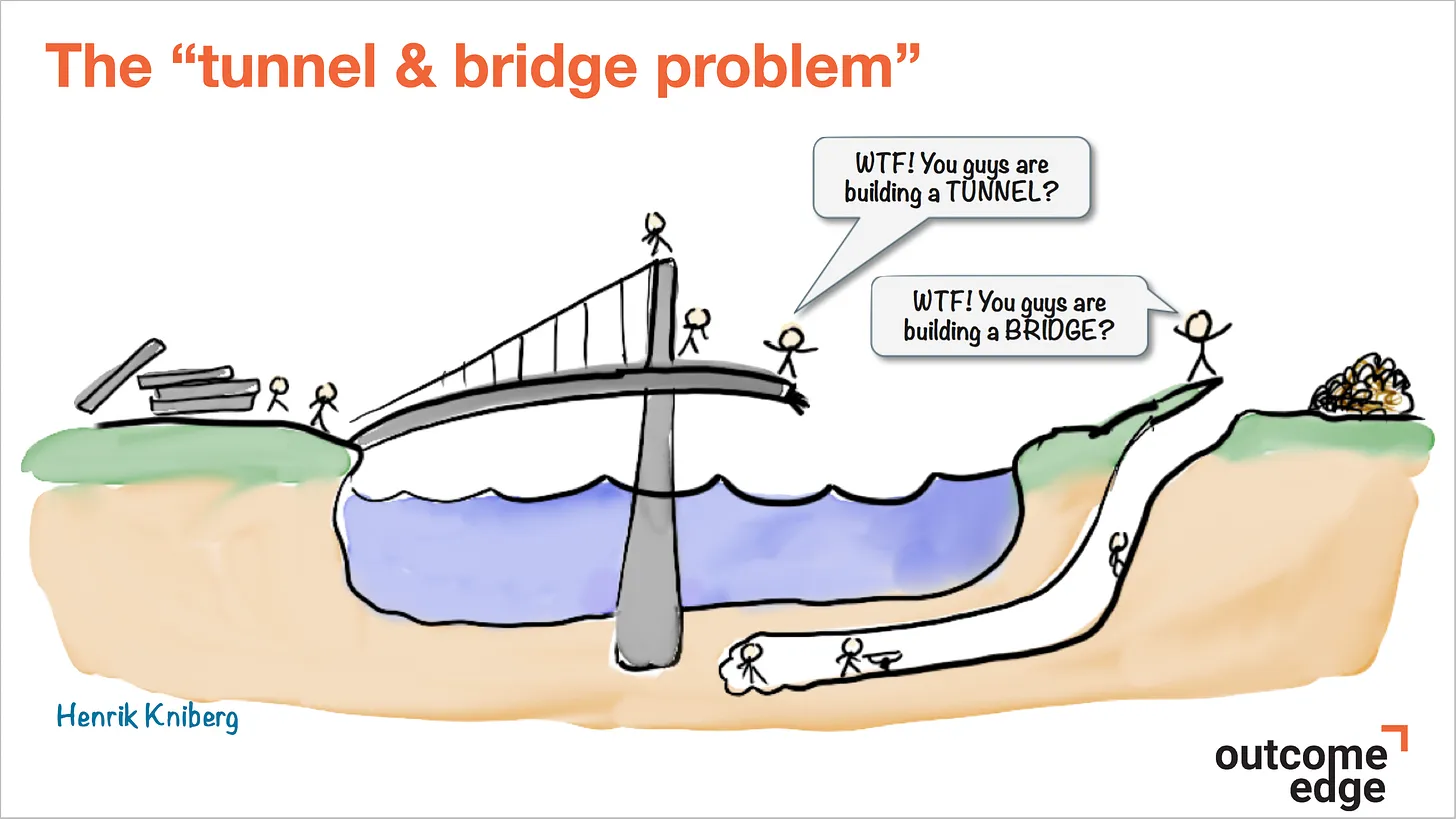 The “tunnel & bridge problem”
WTF! You guys are
building a TUNNEL?
WTF! You guys are
building a BRIDGE?
Henrik Kniberg
outcome
edge